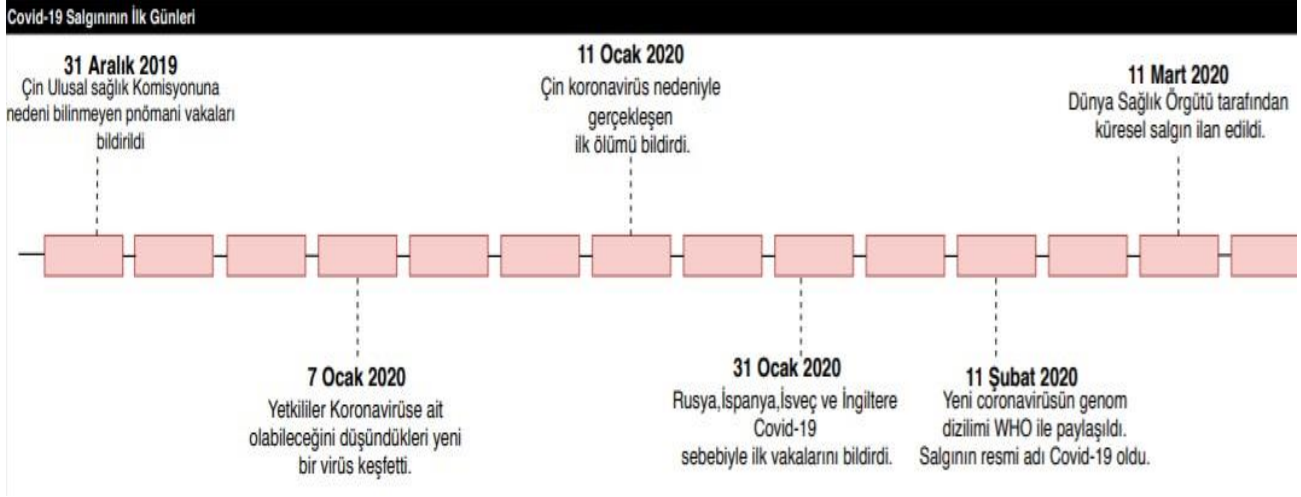 Covid-19 Salgınının İlk Günleri
31 Aralık 2019
Çin Ulusal sağlık Komisyonuna
nedeni bilinmeyen pnömani vakaları
bildirildi
11 Ocak 2020
Çin koronavirüs nedeniyle
gerçekleşen
ilk ölümü bildirdi.
11 Mart 2020
Dünya Sağlık Örgütü tarafından
küresel salgın ilan edildi.
7 Ocak 2020
Yetkililer Koronavirüse ait
olabileceğini düşündükleri yeni
bir virüs keşfetti.
31 Ocak 2020
Rusya,İspanya,İsveç ve İngiltere
Covid-19
sebebiyle ilk vakalarını bildirdi.
11 Şubat 2020
Yeni coronavirüsün genom
dizilimi WHO ile paylaşıldı.
Salgının resmi adı Covid-19 oldu.